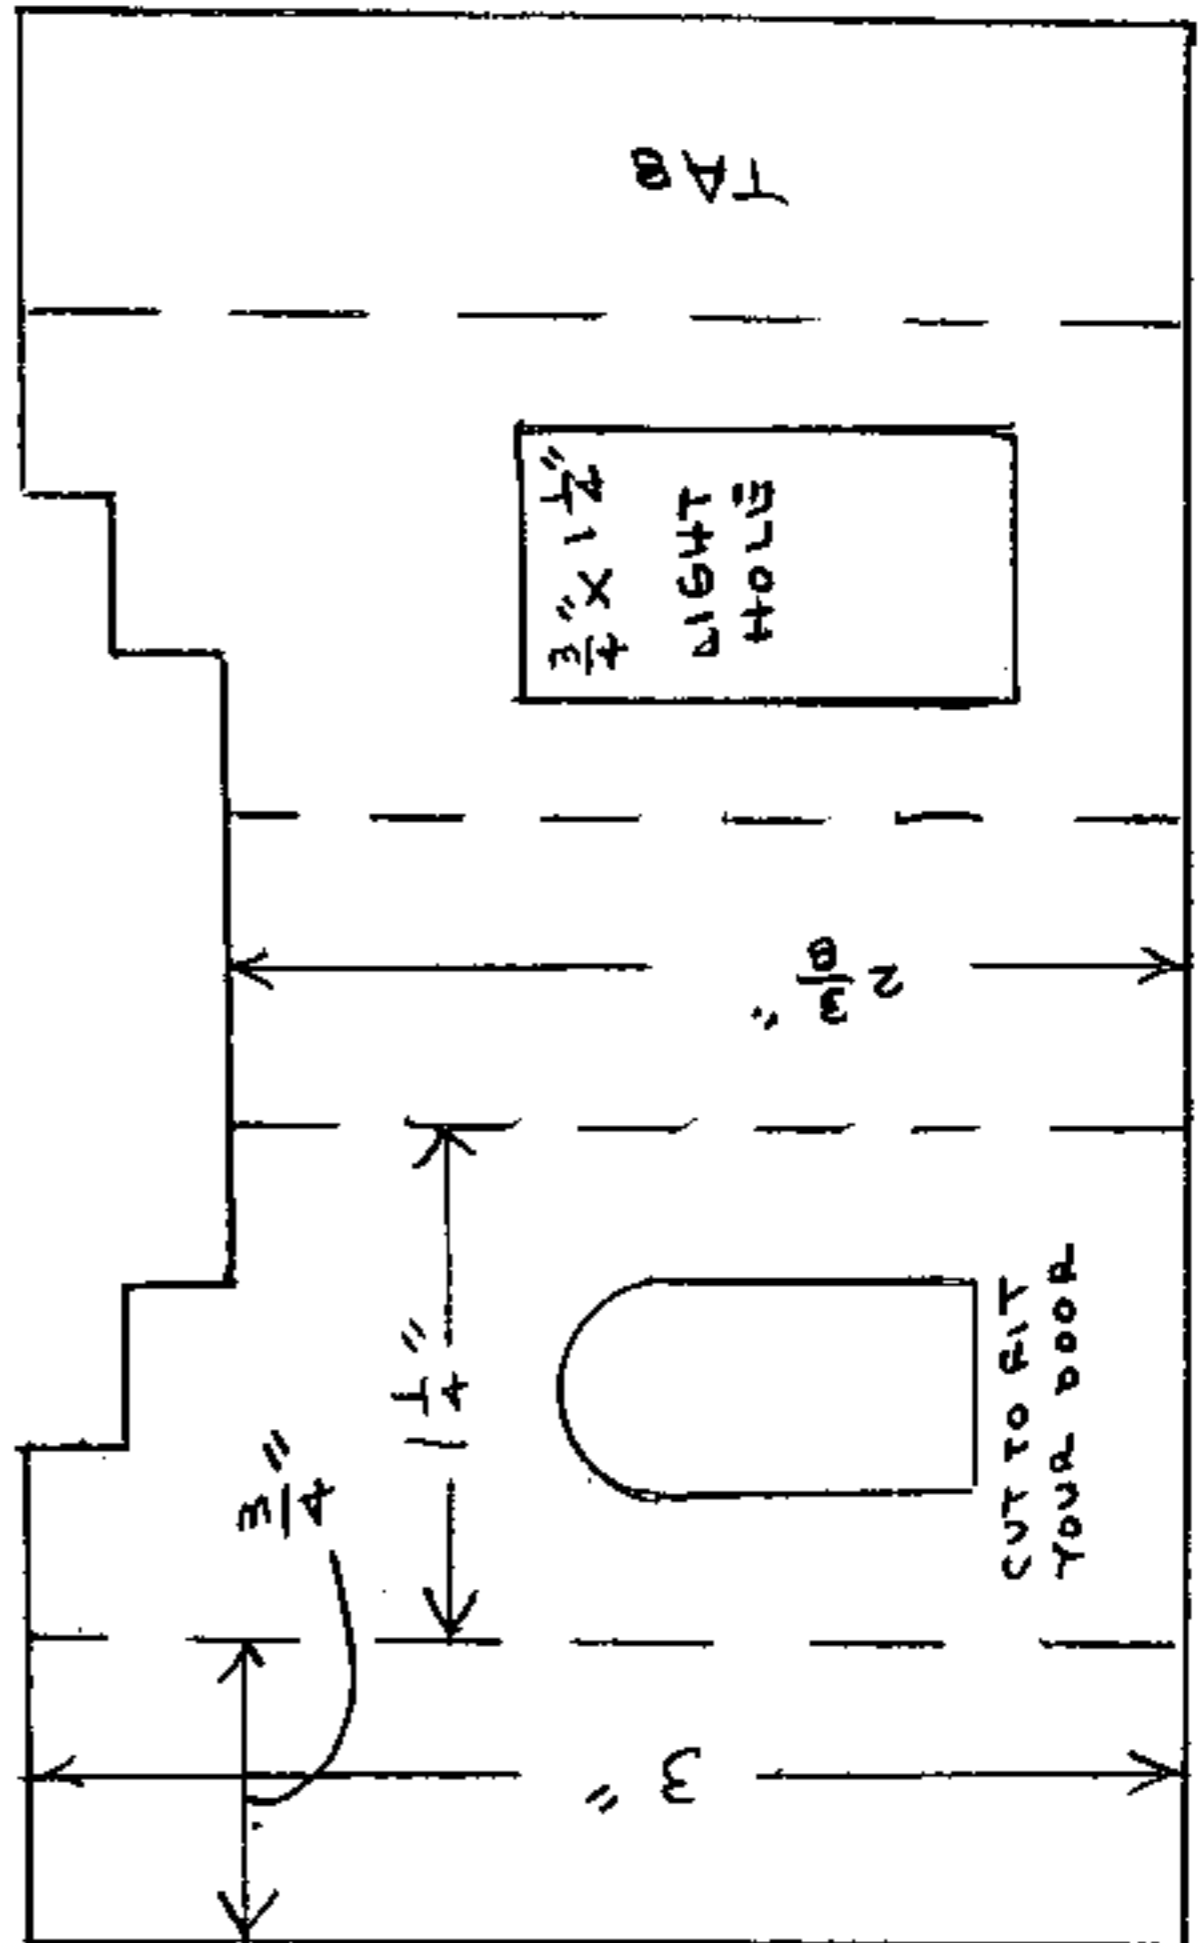 TAB
3/4" X 1 1/2"
LIGHT
HOLE
2 3/8"
1 1/4"
3/4"
CUT TO FIT
YOUR DOOR
3"